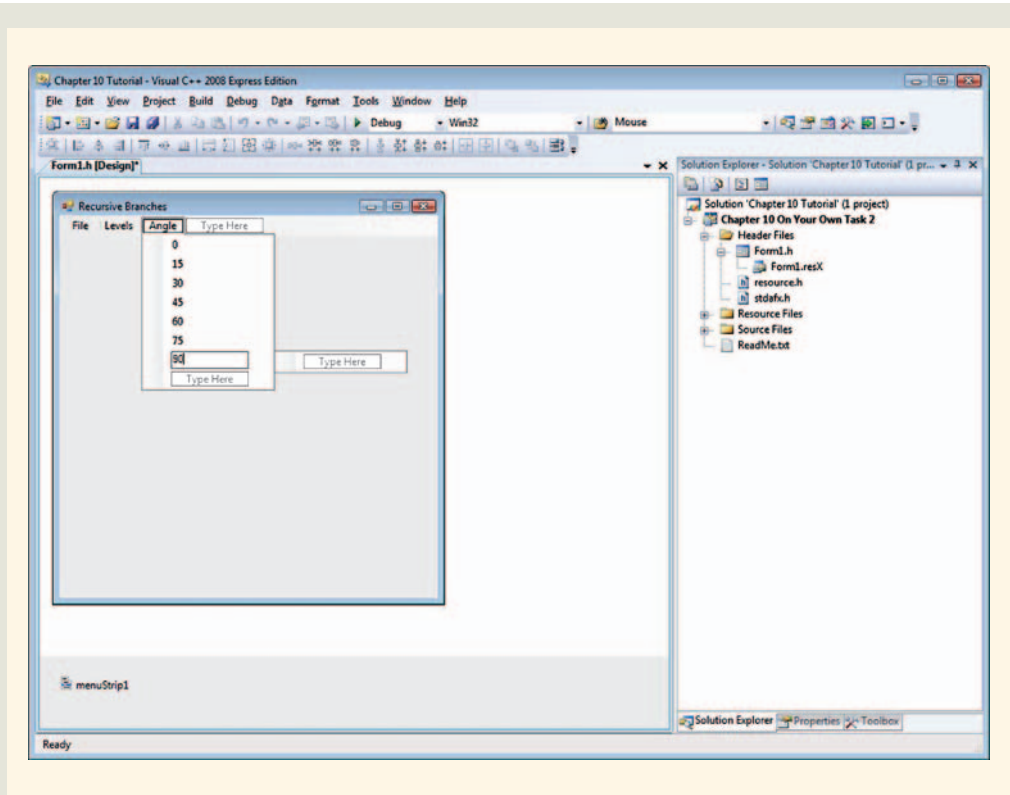 Chapter 10 Tutorial - Visual C++ 2008 Express Edition
File Edit View Project Build Debug Data Format Tools Window Help
Debug Win32 Mouse
Form1.h [Design]*
Solution Explorer - Solution 'Chapter 10 Tutorial' (1 pr...
Recursive Branches
File Levels Angle Type Here
0
15
30
45
60
75
90 Type Here
Type Here
menuStrip1
Solution 'Chapter 10 Tutorial' (1 project)
Chapter 10 On Your Own Task 2
Header Files
Form1.h
Form1.resX
resource.h
stdafx.h
Resource Files
Source Files
ReadMe.txt
Solution Explorer Properties Toolbox
Ready